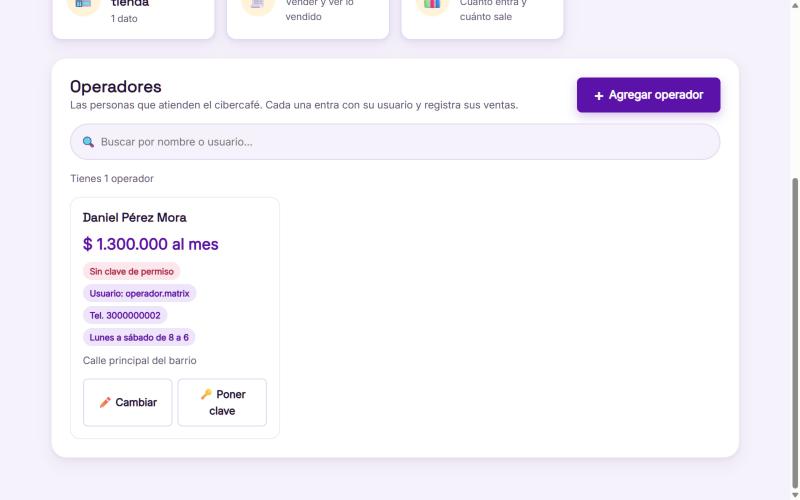 tienda
1 dato
Vender y ver lo
vendido
Cuánto entra y
cuánto sale
Operadores
Las personas que atienden el cibercafé. Cada una entra con su usuario y registra sus ventas.
+ Agregar operador
Buscar por nombre o usuario...
Tienes 1 operador
Daniel Pérez Mora
$ 1.300.000 al mes
Sin clave de permiso
Usuario: operador.matrix
Tel. 3000000002
Lunes a sábado de 8 a 6
Calle principal del barrio
Cambiar
Poner
clave